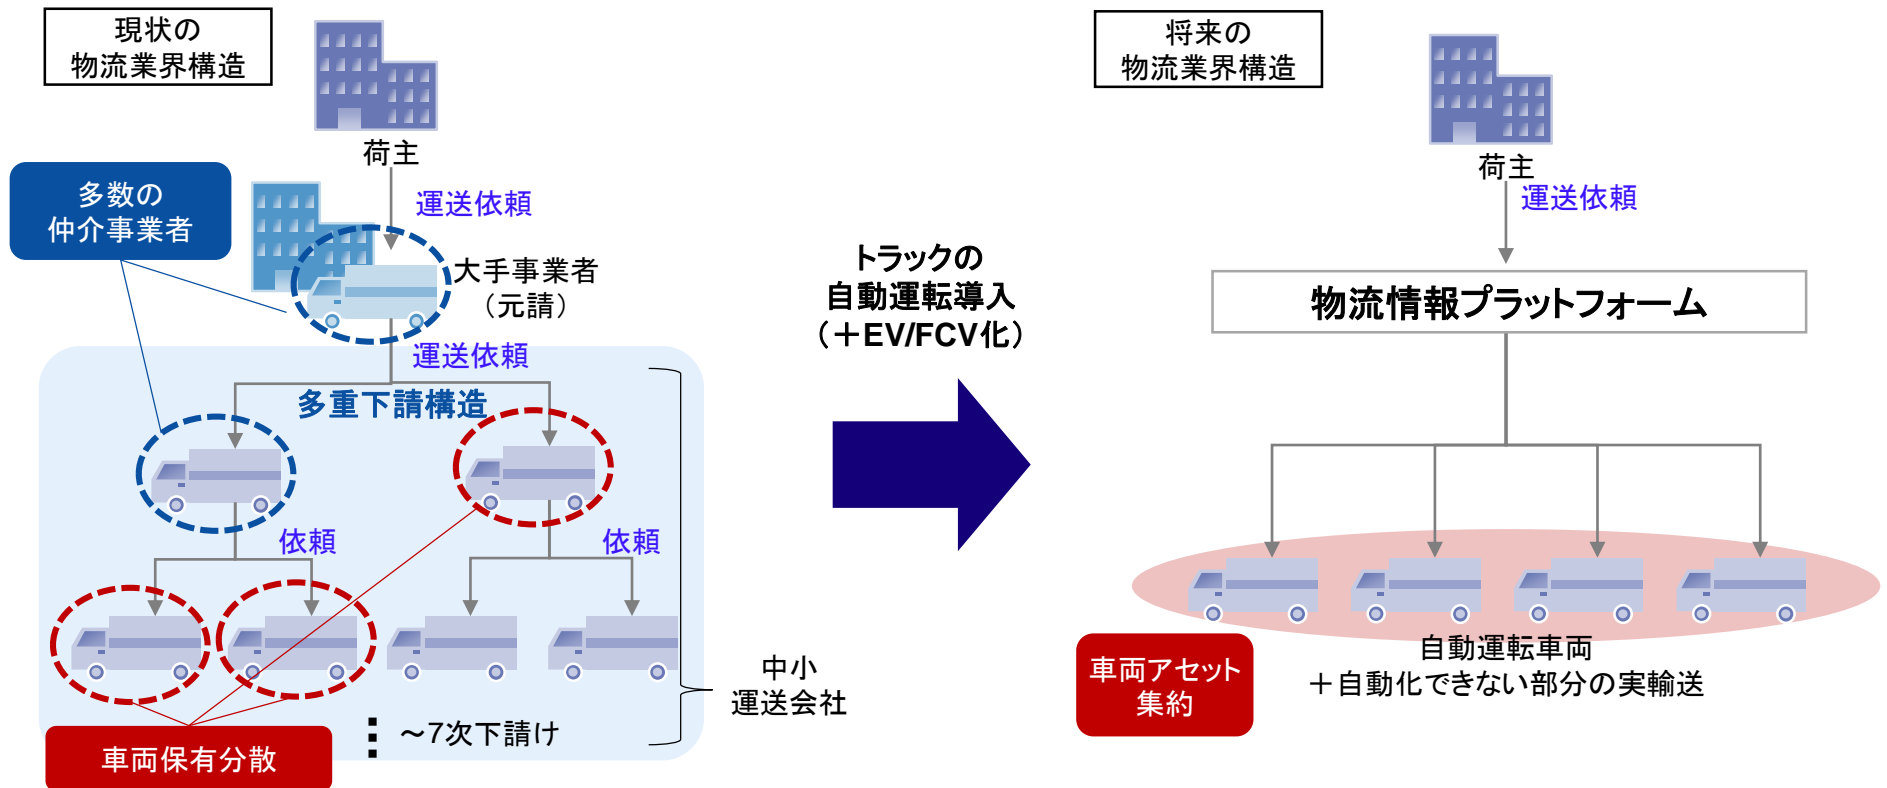 現状の
物流業界構造
荷主
運送依頼
多数の
仲介事業者
大手事業者
（元請）
運送依頼
多重下請構造
依頼
依頼
中小
運送会社
～7次下請け
車両保有分散
トラックの
自動運転導入
（＋EV/FCV化）
将来の
物流業界構造
荷主
運送依頼
物流情報プラットフォーム
自動運転車両
＋自動化できない部分の実輸送
車両アセット
集約